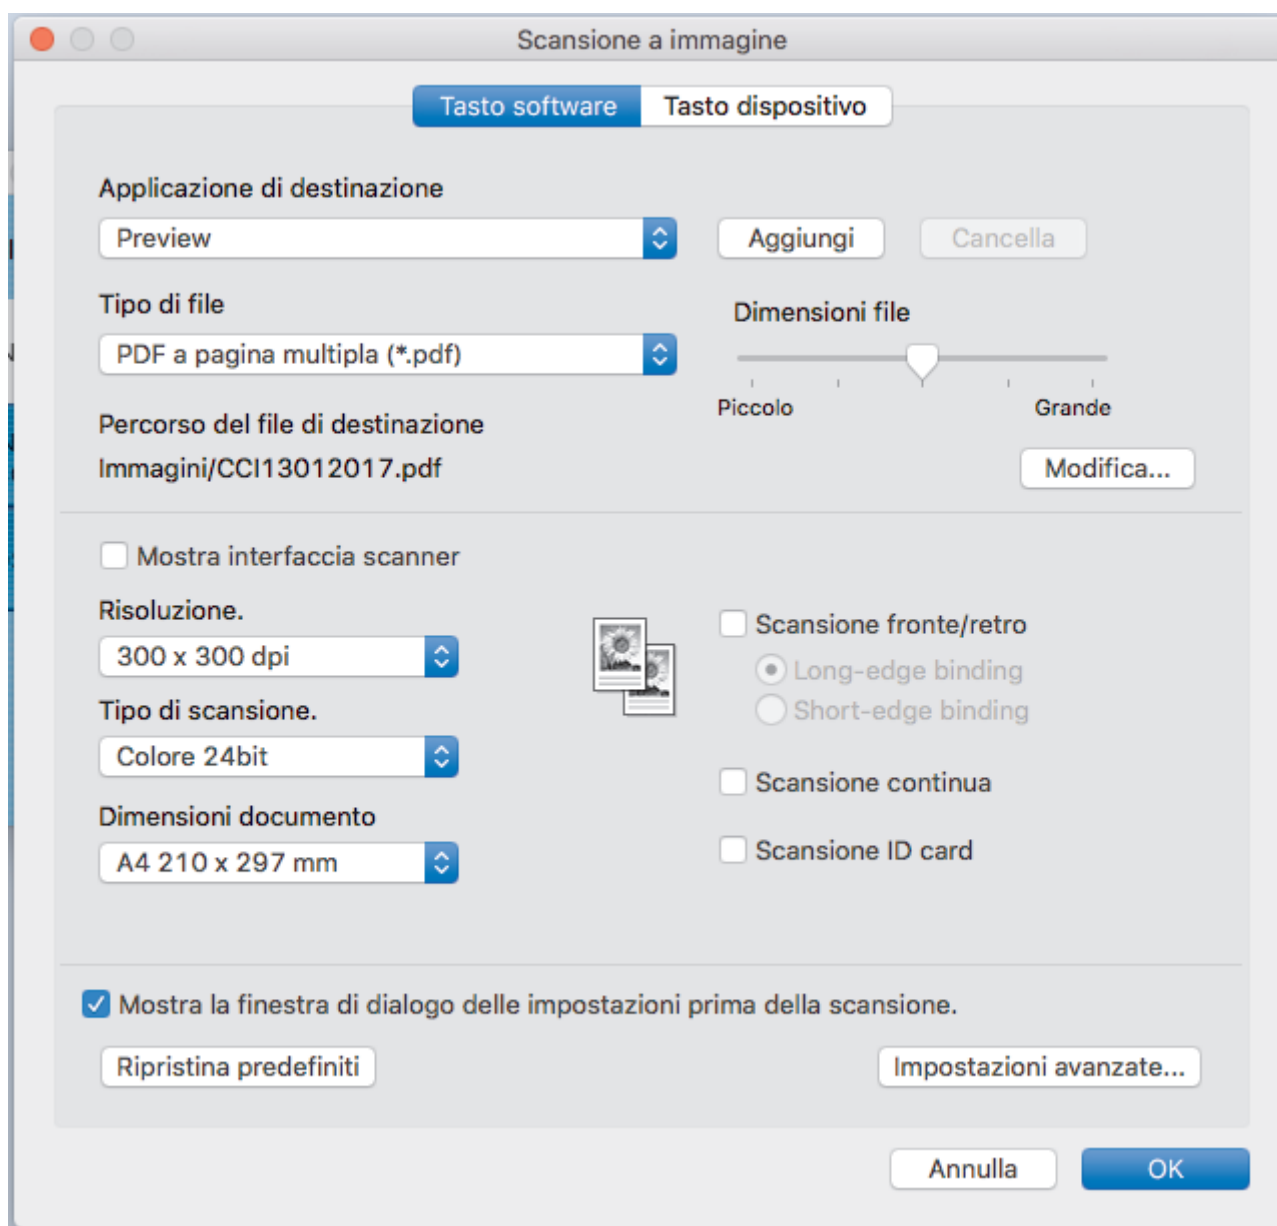 Scansione a immagine
Tasto software Tasto dispositivo
Applicazione di destinazione
Preview Aggiungi Cancella
Tipo di file Dimensioni file
PDF a pagina multipla (*.pdf)
Piccolo Grande
Percorso del file di destinazione
Immagini/CCI13012017.pdf Modifica...
Mostra interfaccia scanner
Risoluzione. Scansione fronte/retro
300 x 300 dpi Long-edge binding
Tipo di scansione. Short-edge binding
Colore 24bit Scansione continua
Dimensioni documento
A4 210 x 297 mm Scansione ID card
Mostra la finestra di dialogo delle impostazioni prima della scansione.
Ripristina predefiniti Impostazioni avanzate...
Annulla OK